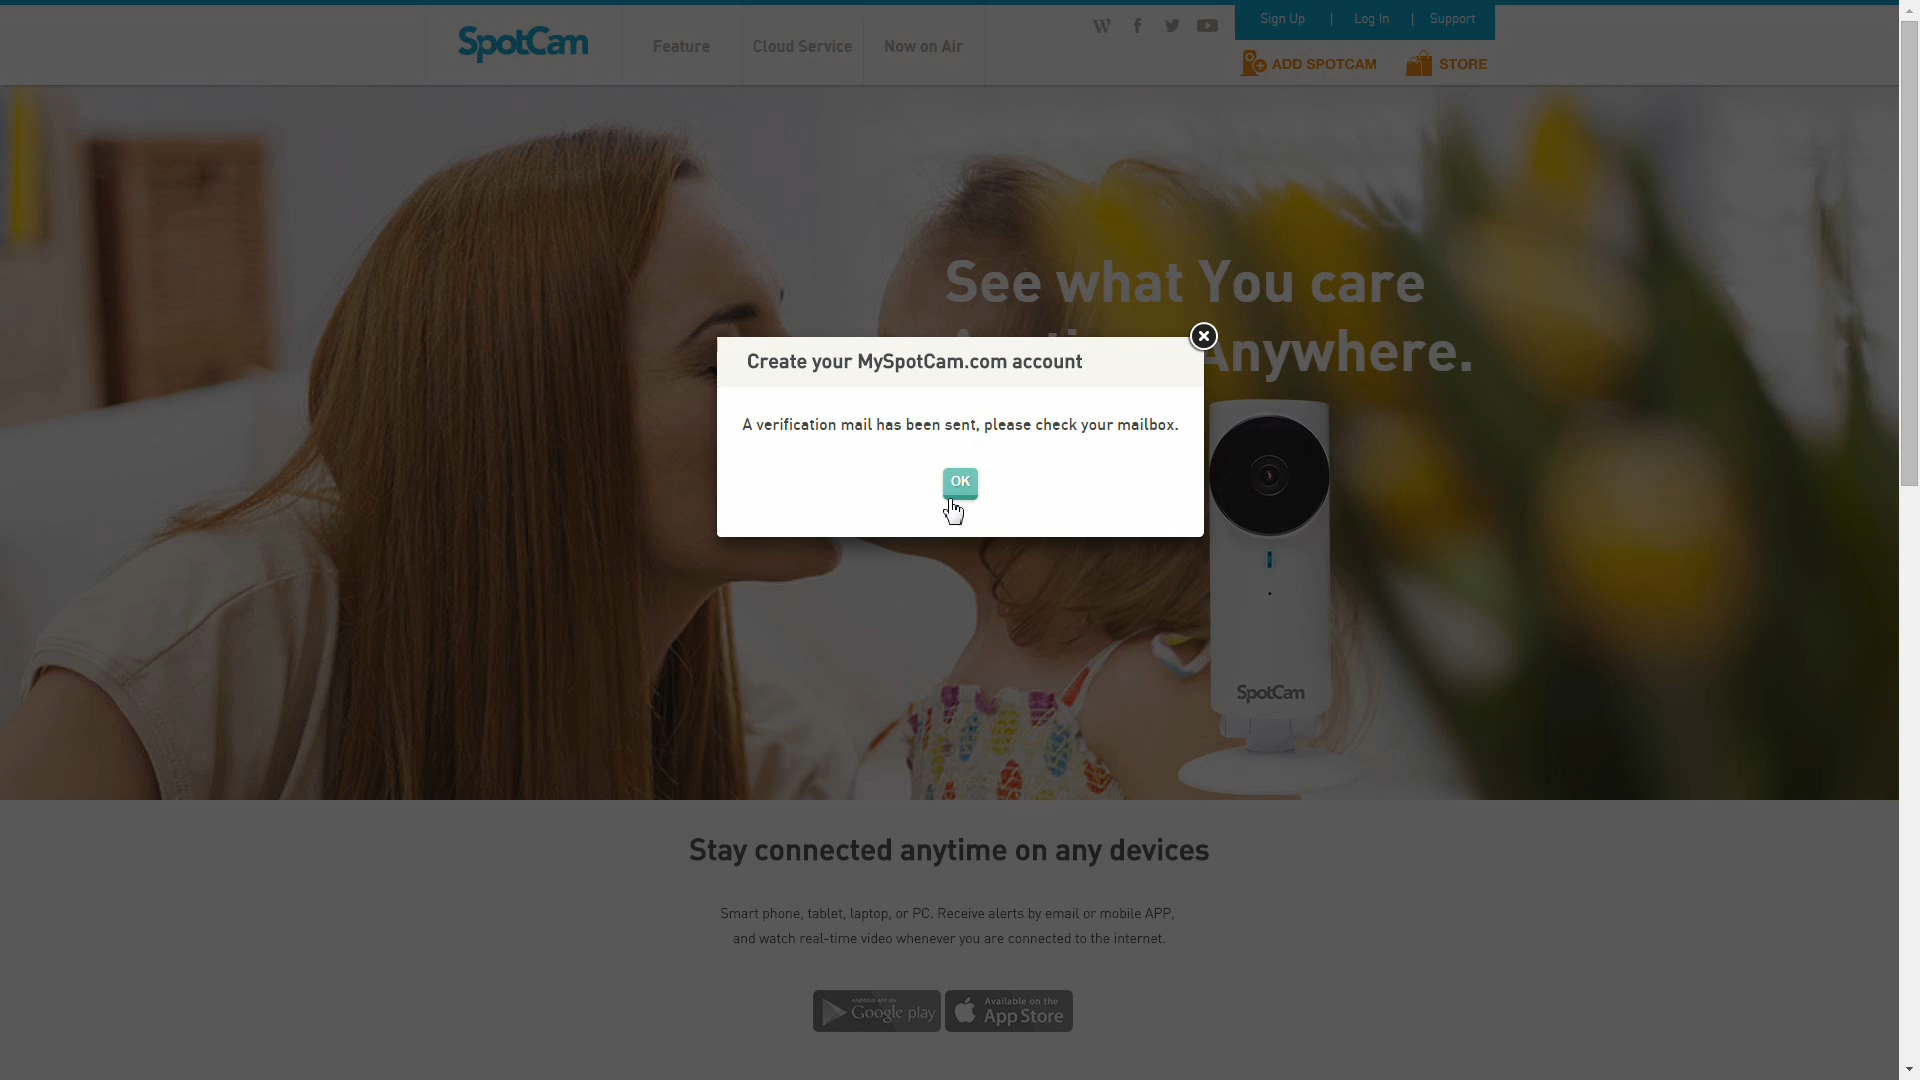 SpotCam
Feature
Cloud Service
Now on Air
Sign Up | Log In | Support
ADD SPOTCAM
STORE
See what You care
Anywhere.
Create your MySpotCam.com account
A verification mail has been sent, please check your mailbox.
OK
SpotCam
Stay connected anytime on any devices
Smart phone, tablet, laptop, or PC. Receive alerts by email or mobile APP,
and watch real-time video whenever you are connected to the internet.
ANDROID APP ON
Google play
Available on the
App Store